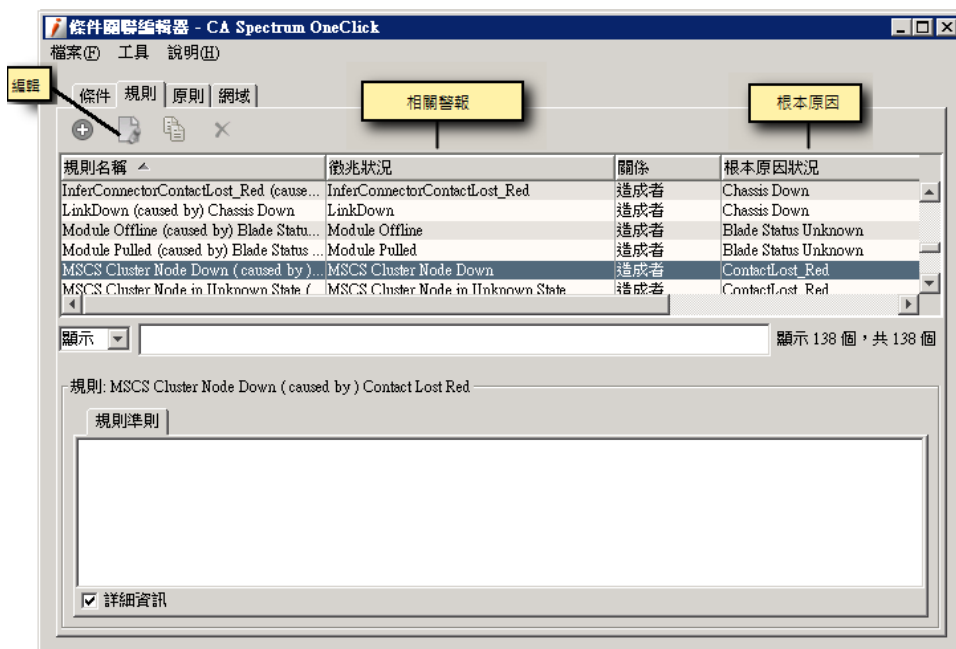 條件關聯編輯器 - CA Spectrum OneClick
檔案(F) 工具 說明(H)
編輯
條件 規則 原則 網域
相關警報
根本原因
規則名稱 徵兆狀況 關係 根本原因狀況
InferConnectorContactLost_Red (cause... InferConnectorContactLost_Red 造成者 Chassis Down
LinkDown (caused by) Chassis Down LinkDown 造成者 Chassis Down
Module Offline (caused by) Blade Statu... Module Offline 造成者 Blade Status Unknown
Module Pulled (caused by) Blade Status ... Module Pulled 造成者 Blade Status Unknown
MSCS Cluster Node Down ( caused by )... MSCS Cluster Node Down 造成者 ContactLost_Red
MSCS Cluster Node in Unknown State (... MSCS Cluster Node in Unknown State 造成者 ContactLost_Red
顯示 顯示 138 個，共 138 個
規則: MSCS Cluster Node Down ( caused by ) Contact Lost Red
規則準則
詳細資訊